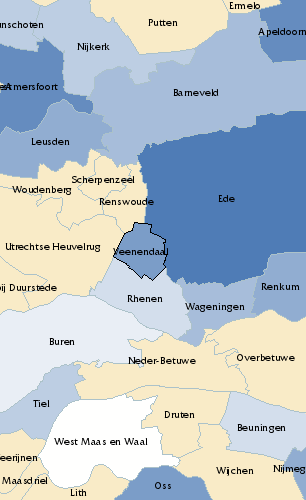 Ermelo
Putten
nschoten
Apeldoorn
Nijkerk
Amersfoort
Barneveld
Leusden
Scherpenzeel
Woudenberg
Renswoude
Ede
Utrechtse Heuvelrug
Veenendaal
ij Duurstede
Renkum
Rhenen
Wageningen
Buren
Neder-Betuwe
Overbetuwe
Tiel
Druten
Beuningen
West Maas en Waal
eerijnen
Wijchen
Nijmeg
Maasdriel
Lith
Oss